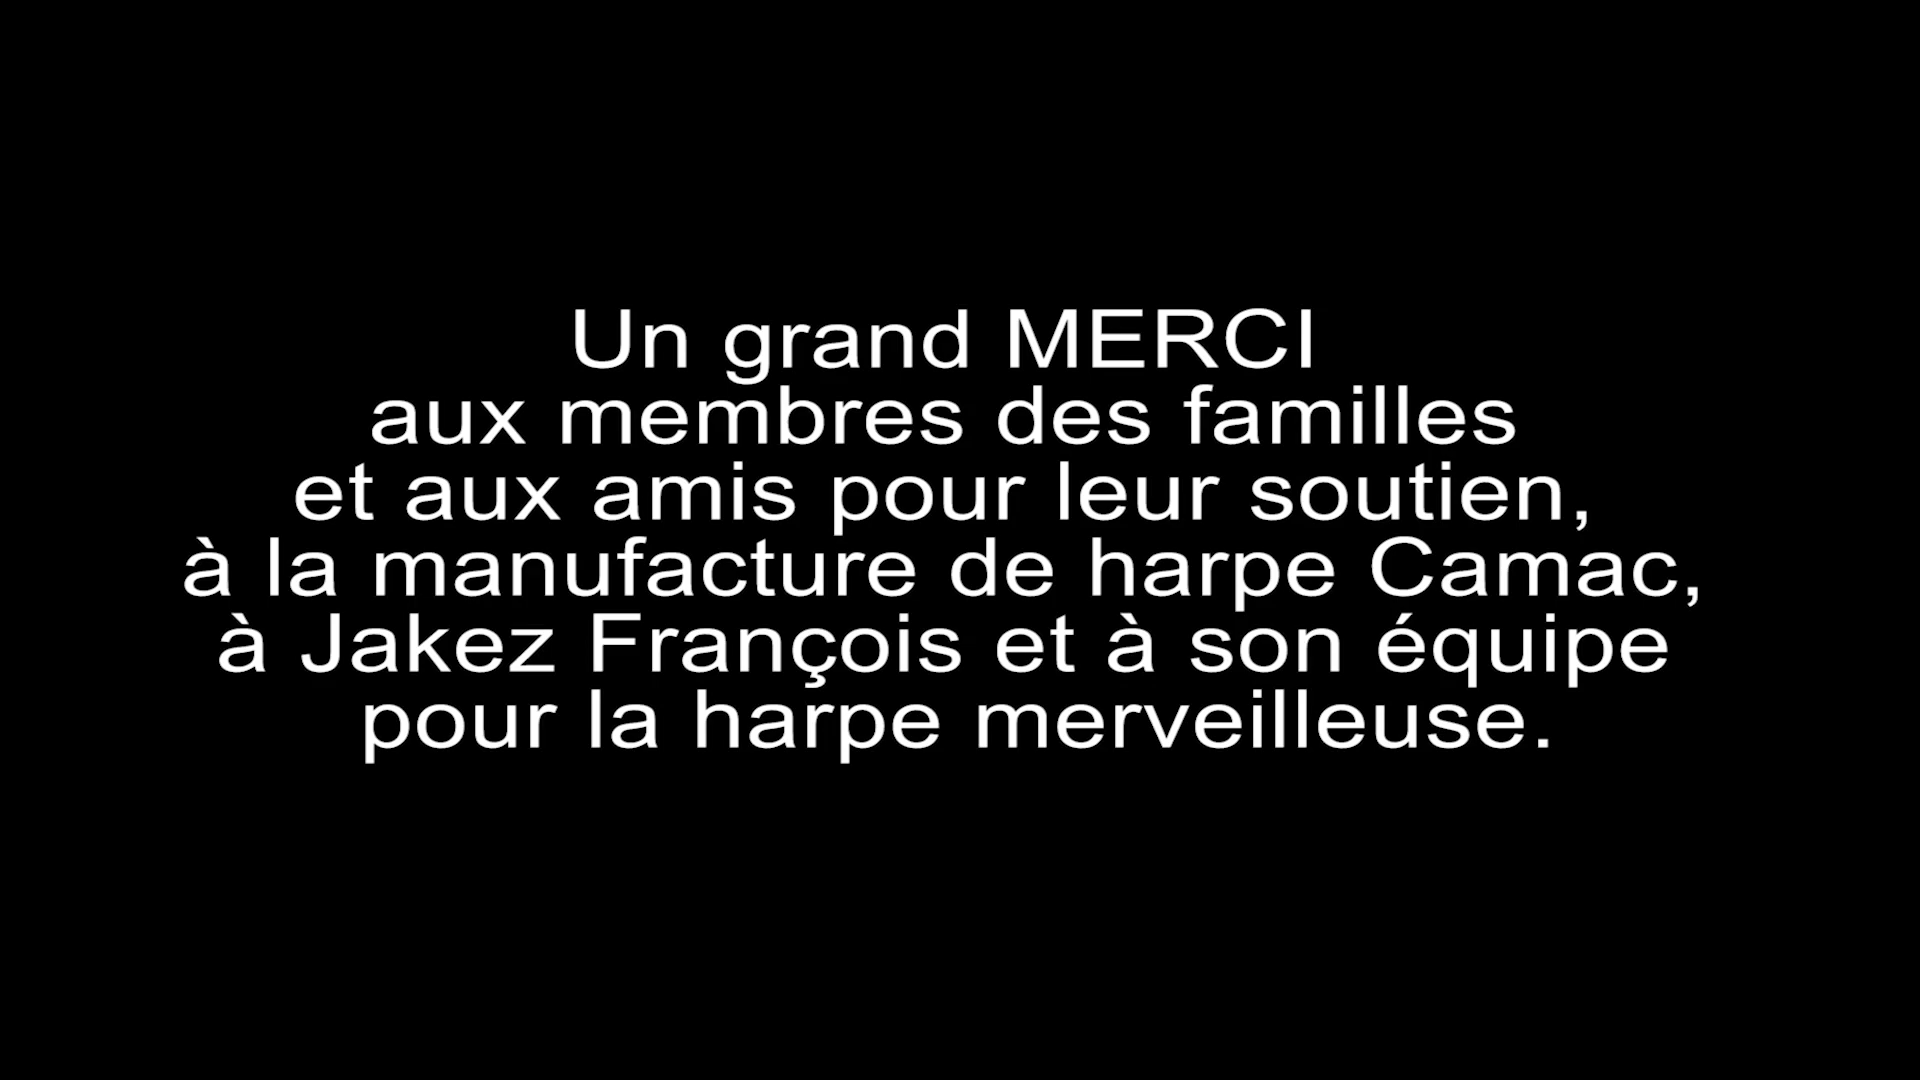 Un grand MERCI
aux membres des familles
et aux amis pour leur soutien,
à la manufacture de harpe Camac,
à Jakez François et à son équipe
pour la harpe merveilleuse.